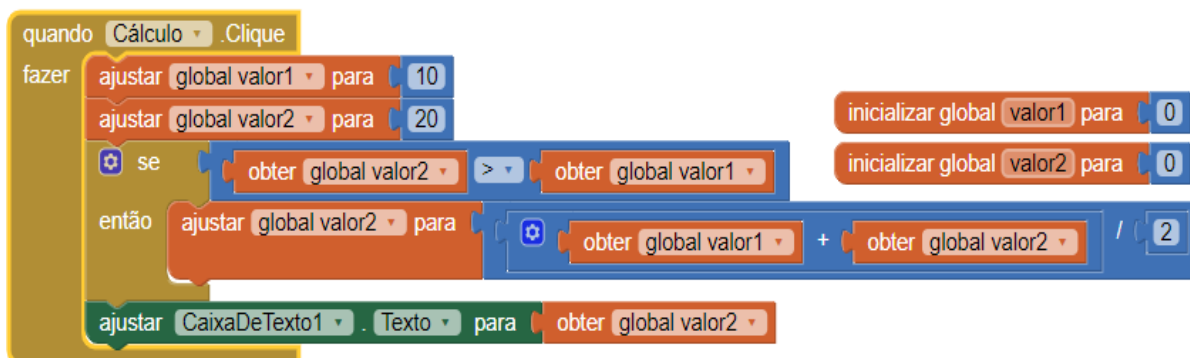 quando Cálculo .Clique
fazer ajustar global valor1 para 10
ajustar global valor2 para 20
inicializar global valor1 para 0
se obter global valor2 > obter global valor1
inicializar global valor2 para 0
então ajustar global valor2 para obter global valor1 + obter global valor2 / 2
ajustar CaixaDeTexto1 . Texto para obter global valor2